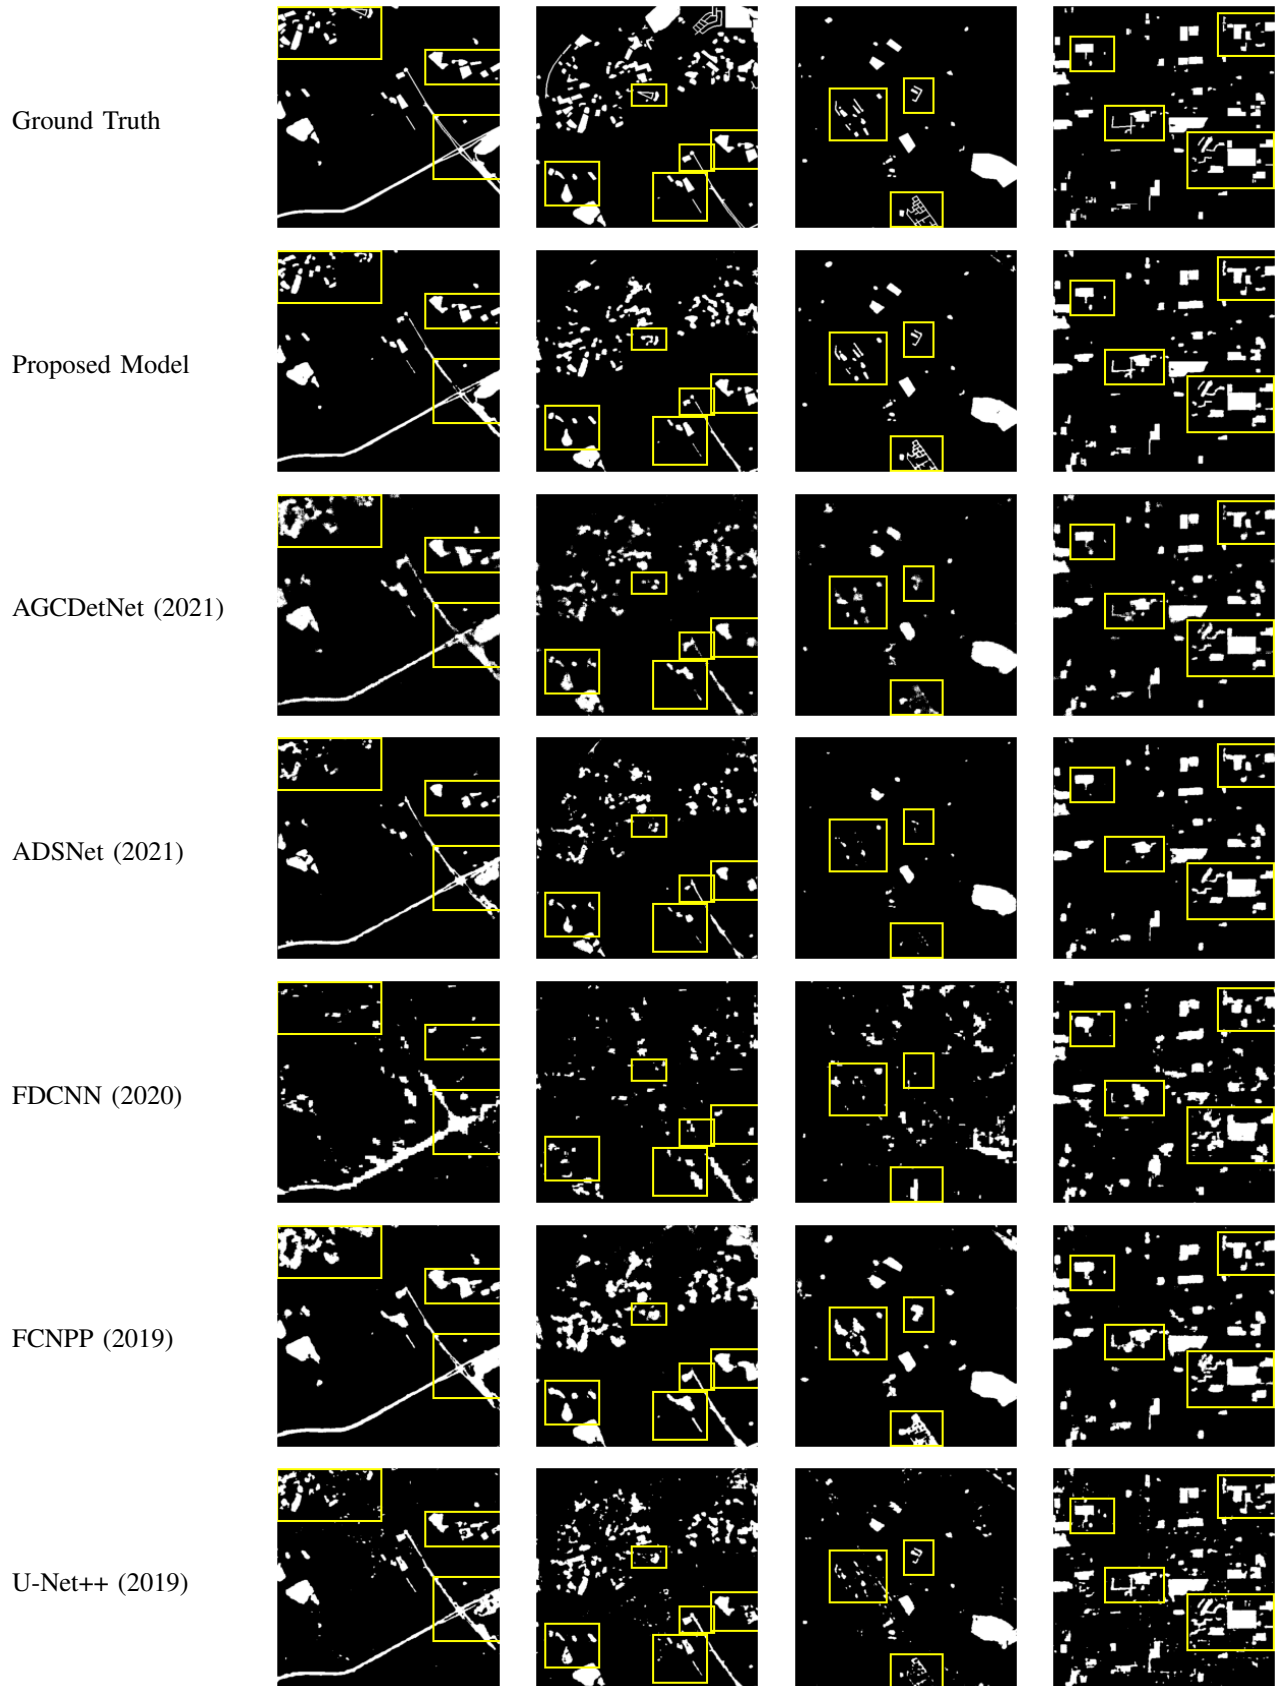 Ground Truth
Proposed Model
AGCDetNet (2021)
ADSNet (2021)
FDCNN (2020)
FCNPP (2019)
U-Net++ (2019)